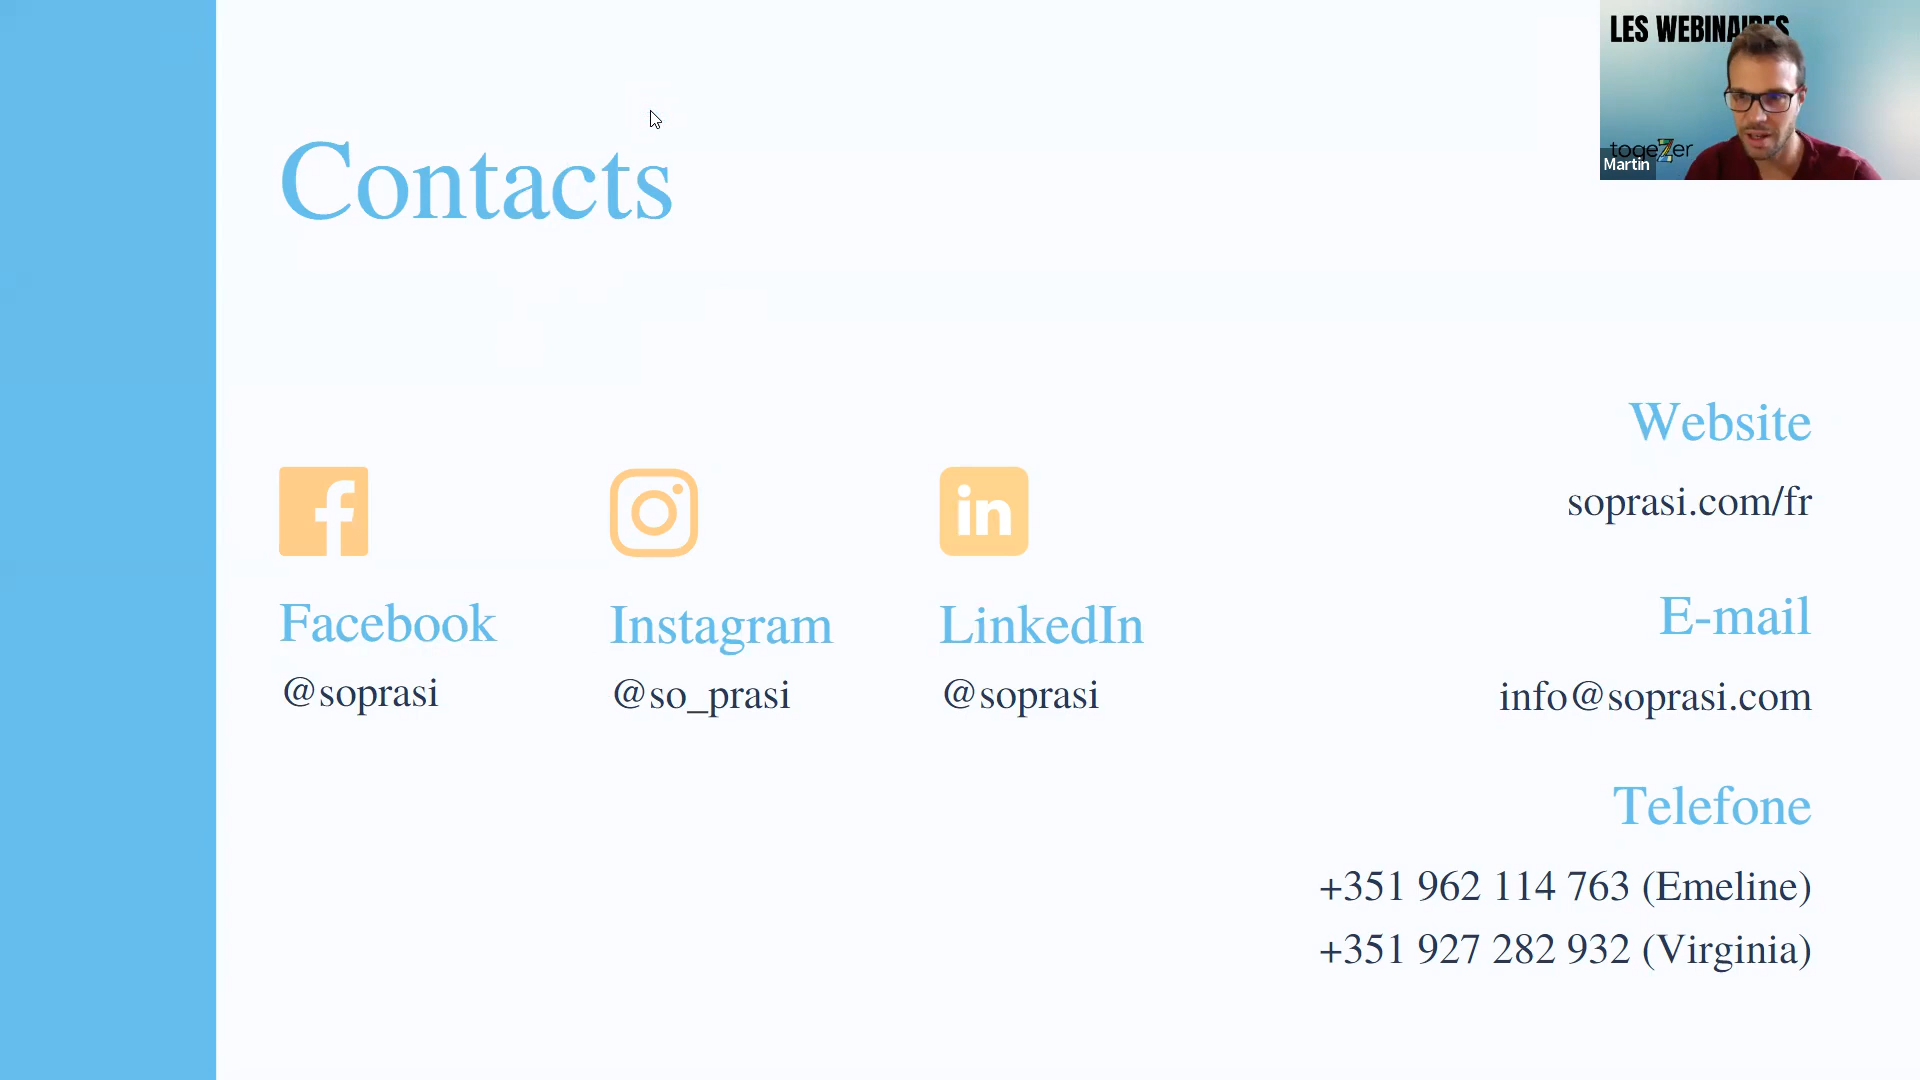 LES WEBINAIRES
togeZer
Martin
Contacts
Facebook
@soprasi
Instagram
@so_prasi
LinkedIn
@soprasi
Website
soprasi.com/fr
E-mail
info@soprasi.com
Telefone
+351 962 114 763 (Emeline)
+351 927 282 932 (Virginia)